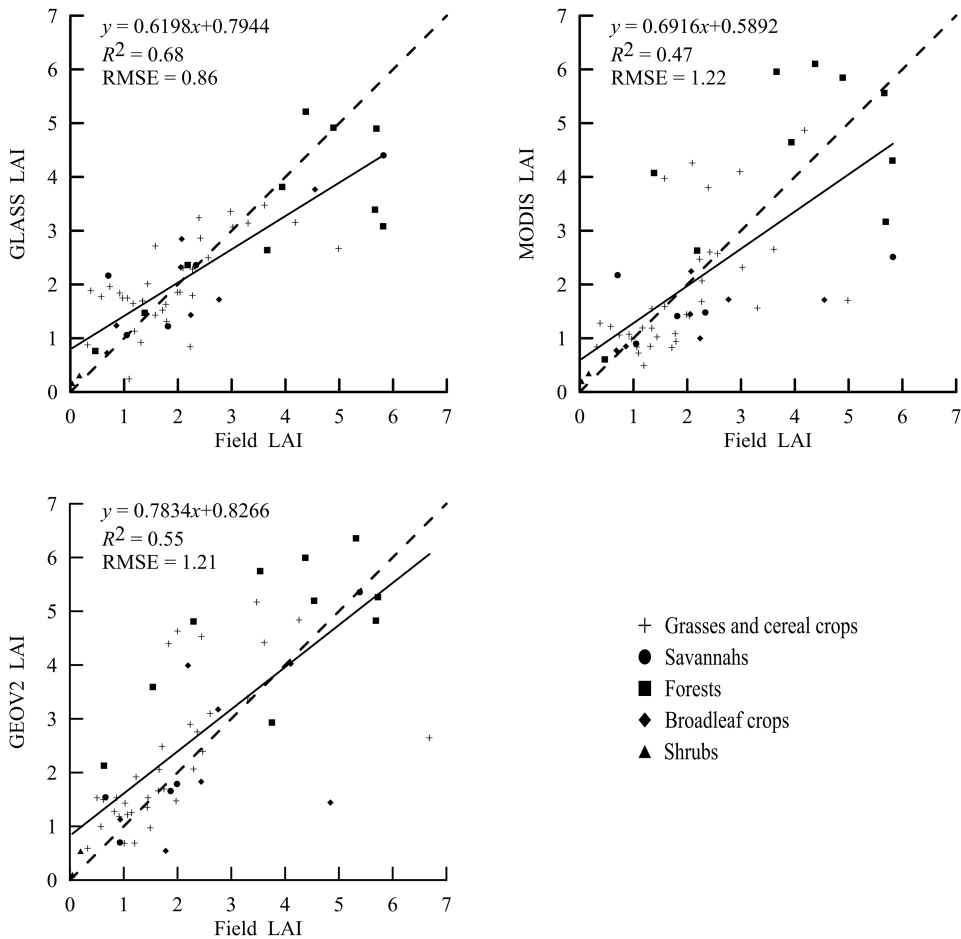 y = 0.6198x+0.7944
R2 = 0.68
RMSE = 0.86
GLASS LAI
7
6
5
4
3
2
1
0
0 1 2 3 4 5 6 7
Field LAI
y = 0.6916x+0.5892
R2 = 0.47
RMSE = 1.22
MODIS LAI
7
6
5
4
3
2
1
0
0 1 2 3 4 5 6 7
Field LAI
y = 0.7834x+0.8266
R2 = 0.55
RMSE = 1.21
GEOV2 LAI
7
6
5
4
3
2
1
0
0 1 2 3 4 5 6 7
Field LAI
Grasses and cereal crops
Savannahs
Forests
Broadleaf crops
Shrubs